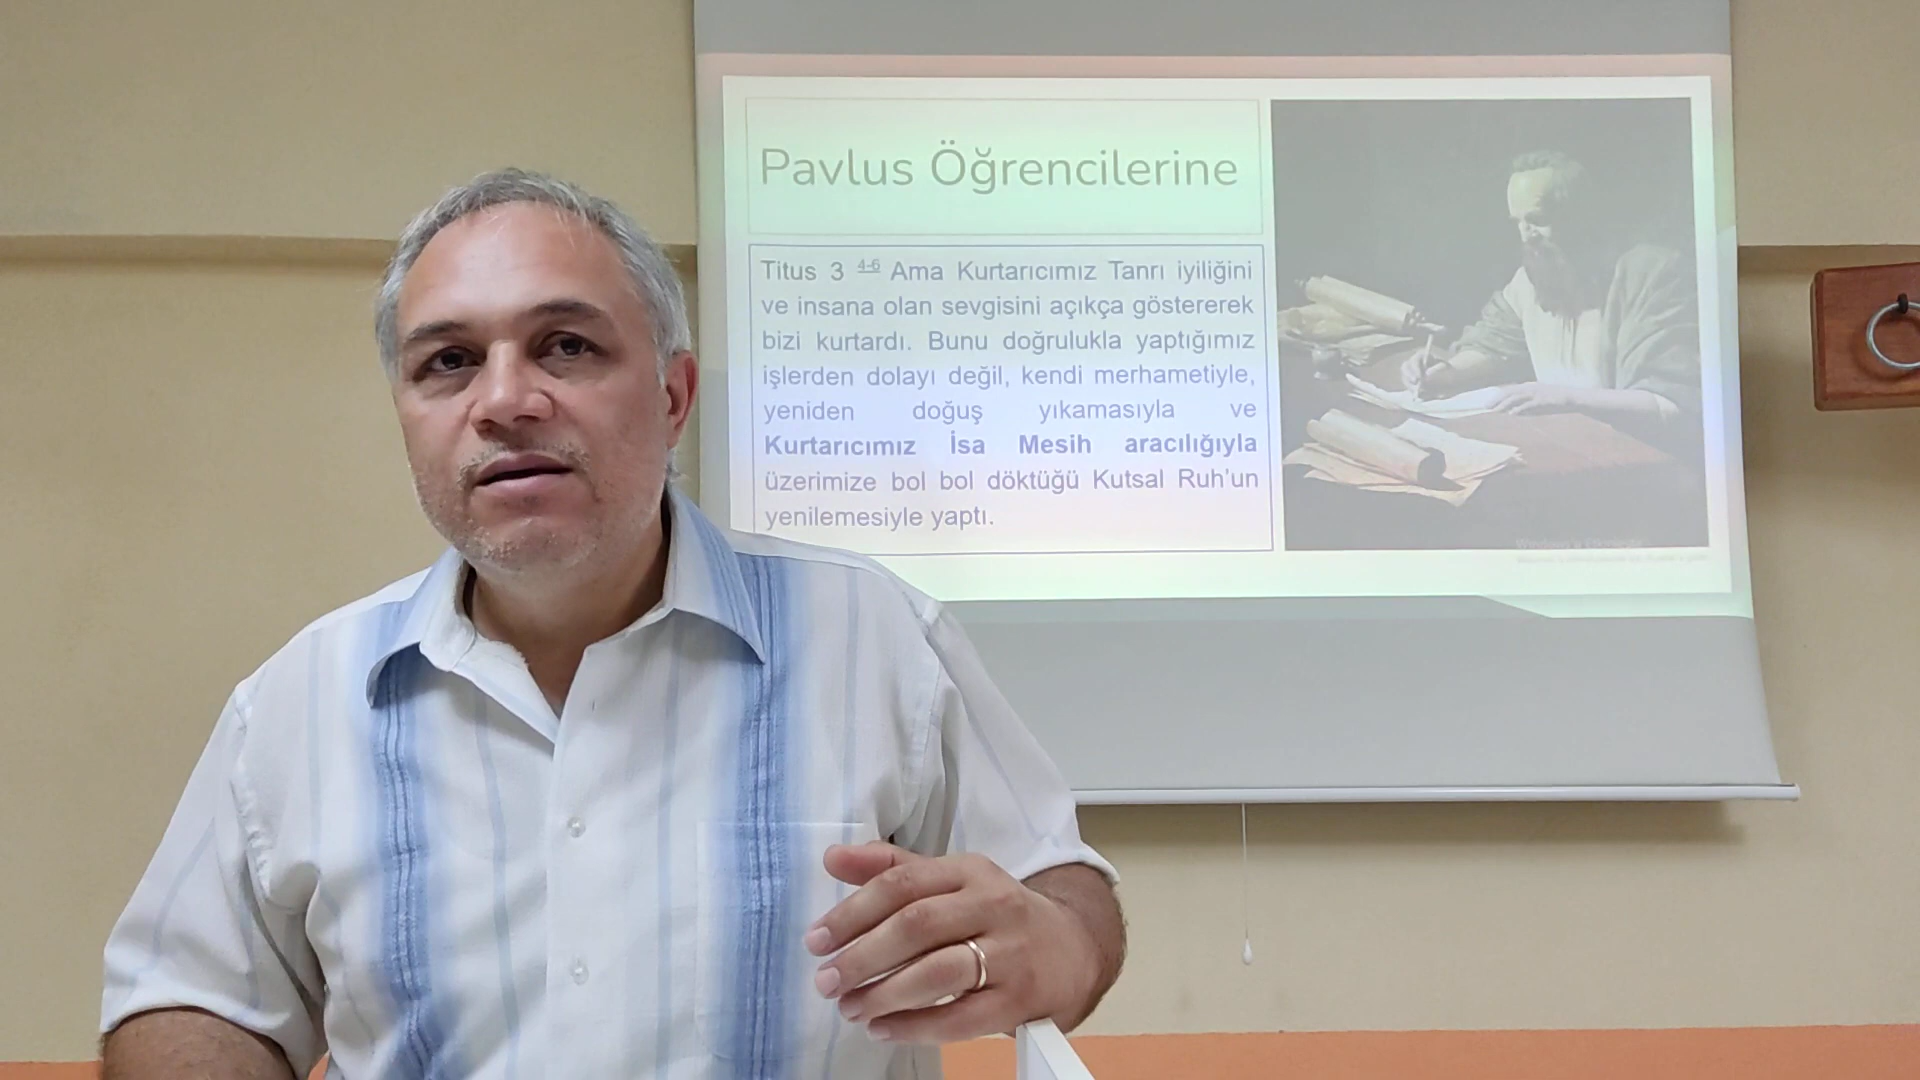 Pavlus Öğrencilerine
Titus 3 4-6 Ama Kurtarıcımız Tanrı iyiliğini
ve insana olan sevgisini açıkça göstererek
bizi kurtardı. Bunu doğrulukla yaptığımız
işlerden dolayı değil, kendi merhametiyle,
yeniden doğuş yıkamasıyla ve
Kurtarıcımız İsa Mesih aracılığıyla
üzerimize bol bol döktüğü Kutsal Ruh'un
yenilemesiyle yaptı.